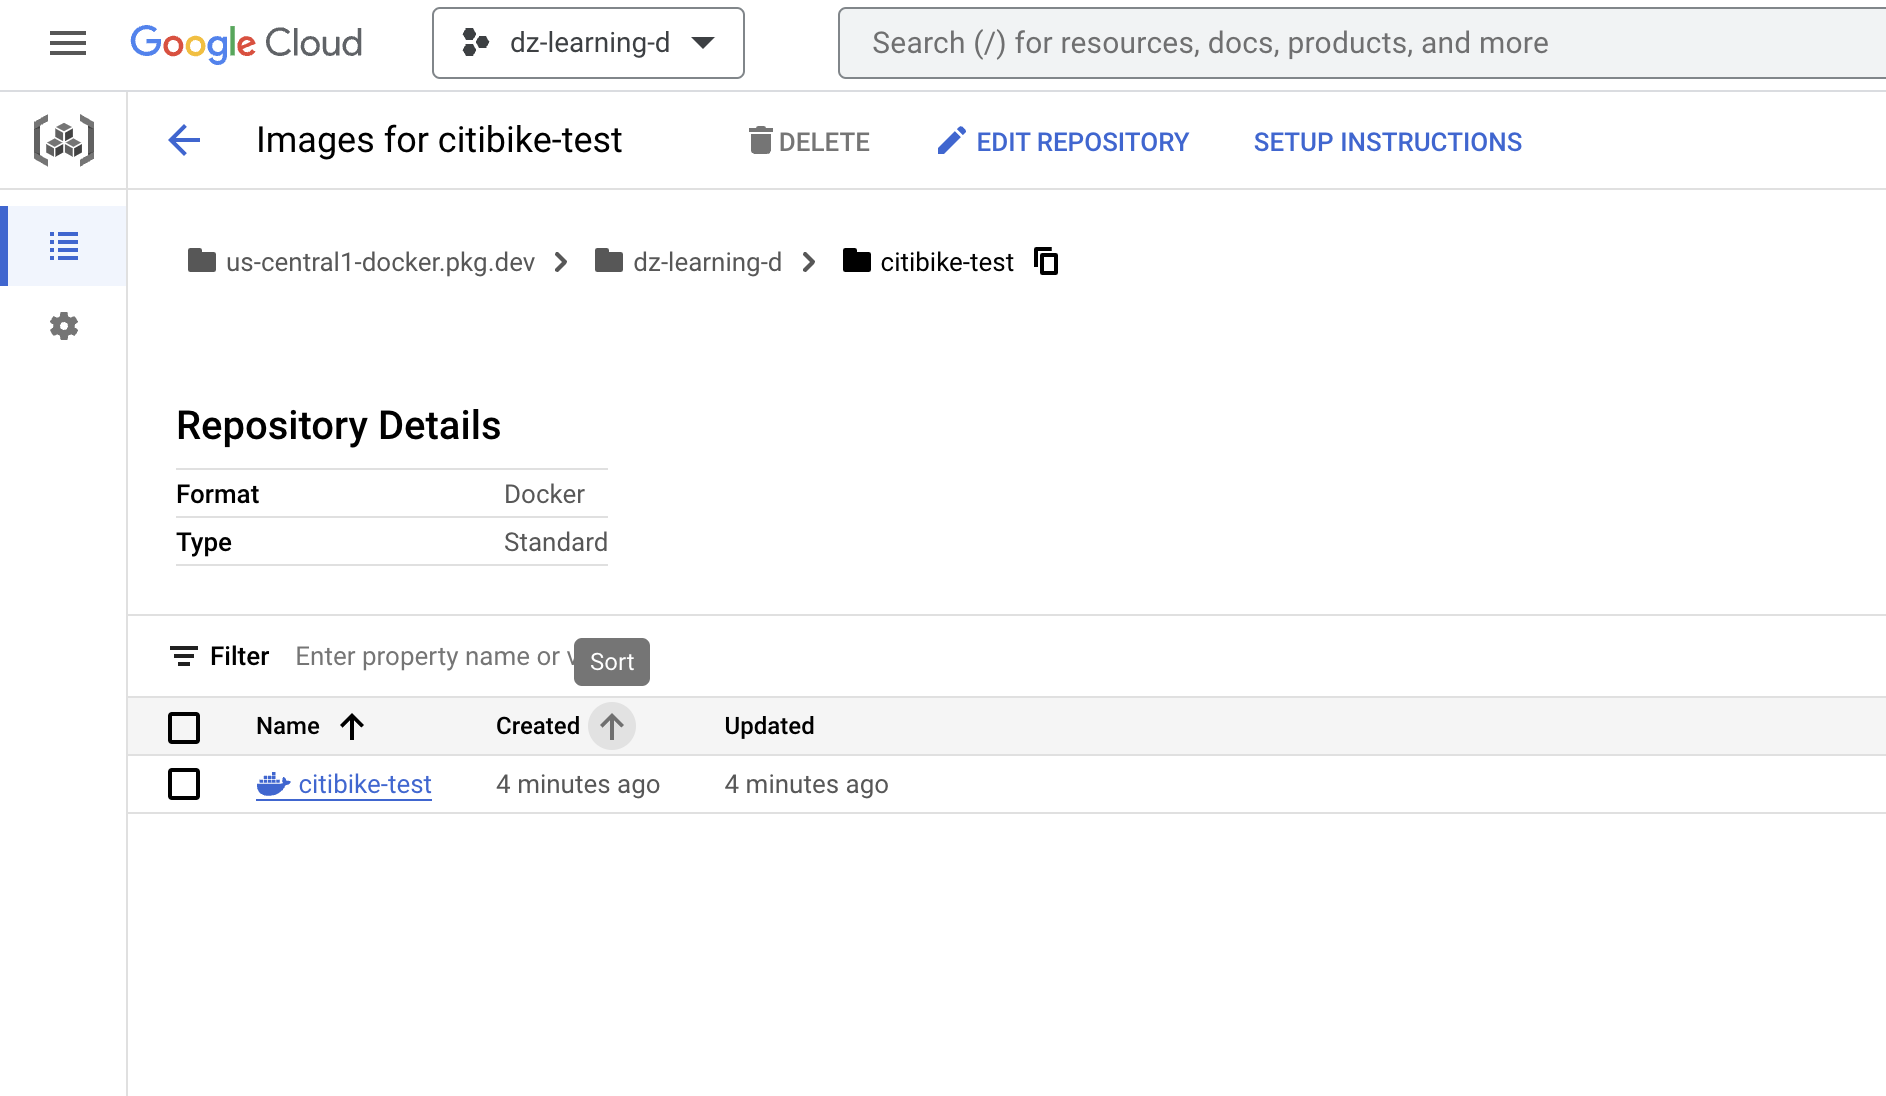 Google Cloud
dz-learning-d
Search (/) for resources, docs, products, and more
Images for citibike-test
DELETE
EDIT REPOSITORY
SETUP INSTRUCTIONS
us-central1-docker.pkg.dev
dz-learning-d
citibike-test
Repository Details
Format Docker
Type Standard
Filter Enter property name or
Sort
Name Created Updated
citibike-test 4 minutes ago 4 minutes ago